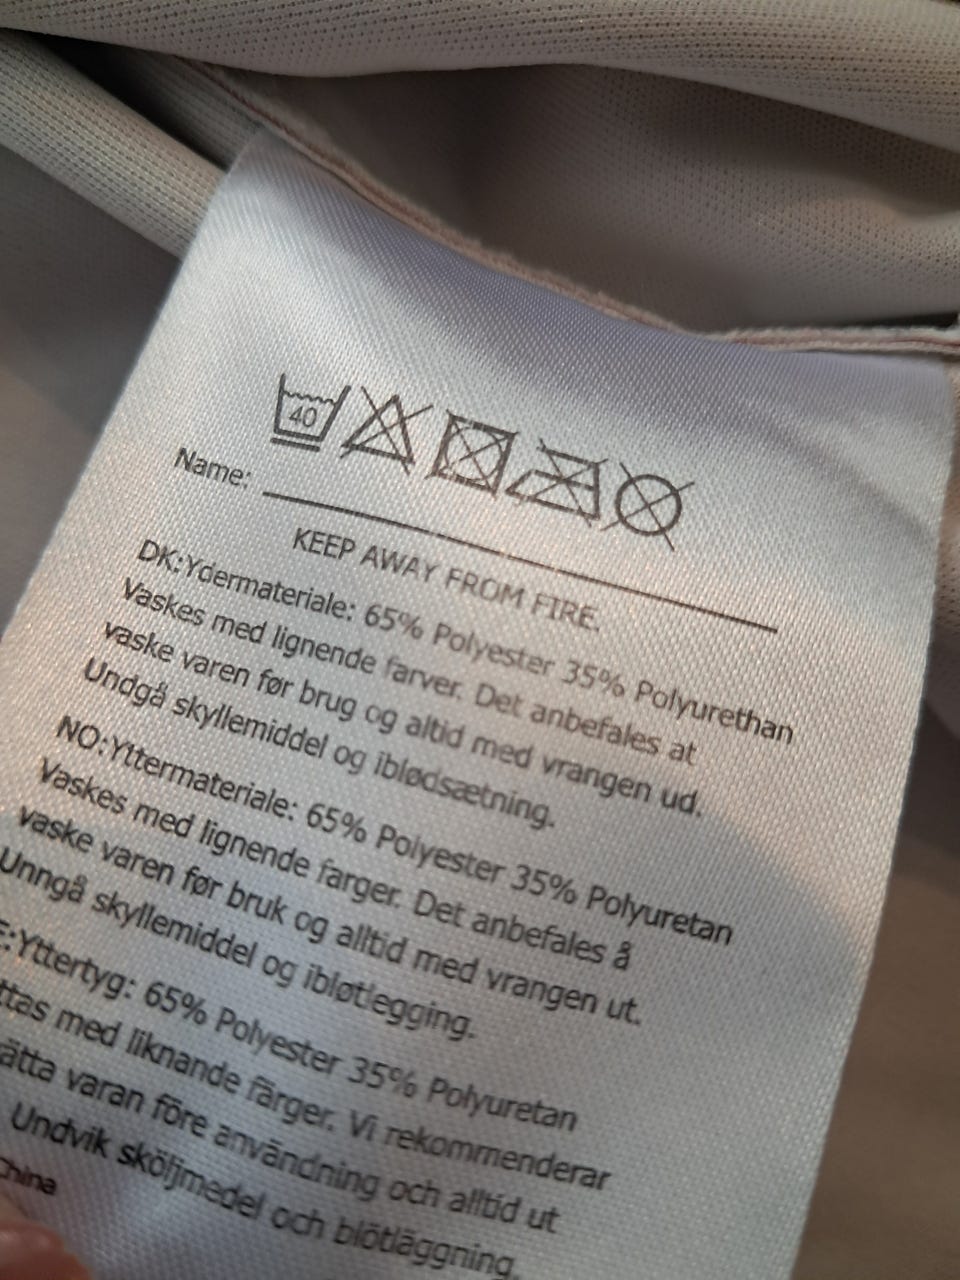 40
Name:
KEEP AWAY FROM FIRE.
DK:Ydermateriale: 65% Polyester 35% Polyurethan
Vaskes med lignende farver. Det anbefales at
vaske varen før brug og altid med vrangen ud.
Undgå skyllemiddel og iblødsætning.
NO:Yttermateriale: 65% Polyester 35% Polyuretan
Vaskes med lignende farger. Det anbefales å
vaske varen før bruk og alltid med vrangen ut.
Unngå skyllemiddel og ibløtlegging.
E:Yttertyg: 65% Polyester 35% Polyuretan
ttas med liknande färger. Vi rekommenderar
ätta varan före användning och alltid ut
Undvik sköljmedel och blötläggning.
China